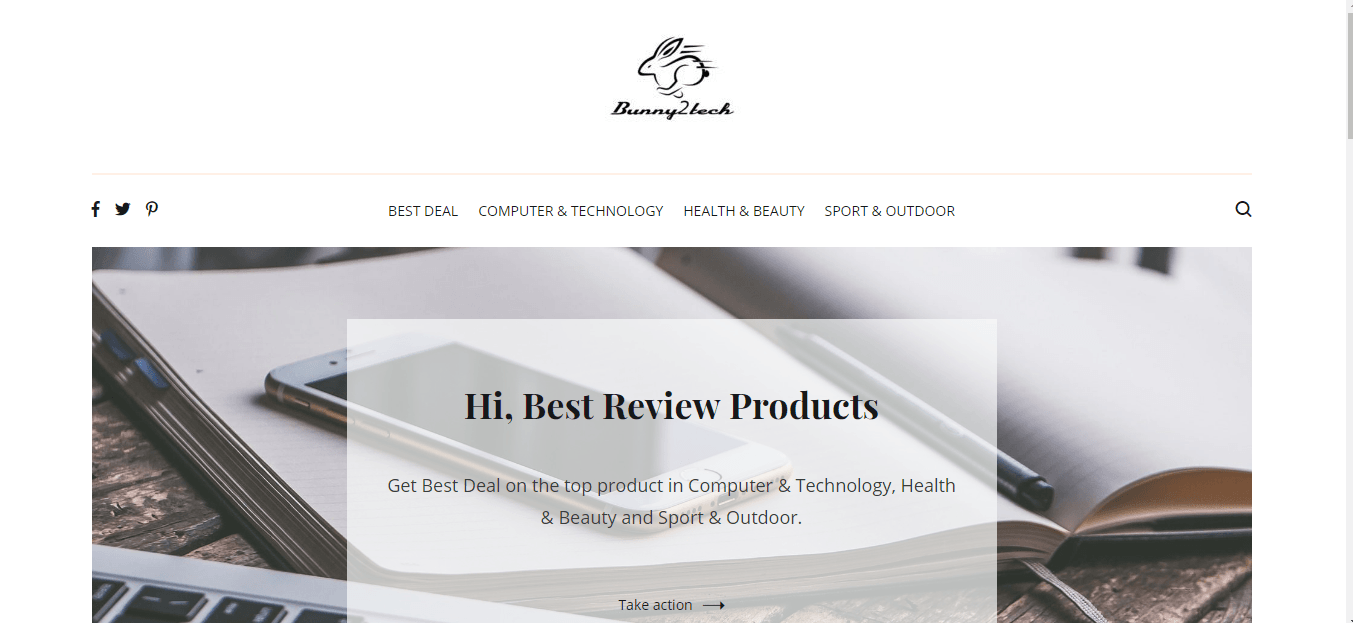 Bunny2tech
BEST DEAL COMPUTER & TECHNOLOGY HEALTH & BEAUTY SPORT & OUTDOOR
Hi, Best Review Products
Get Best Deal on the top product in Computer & Technology, Health
& Beauty and Sport & Outdoor.
Take action